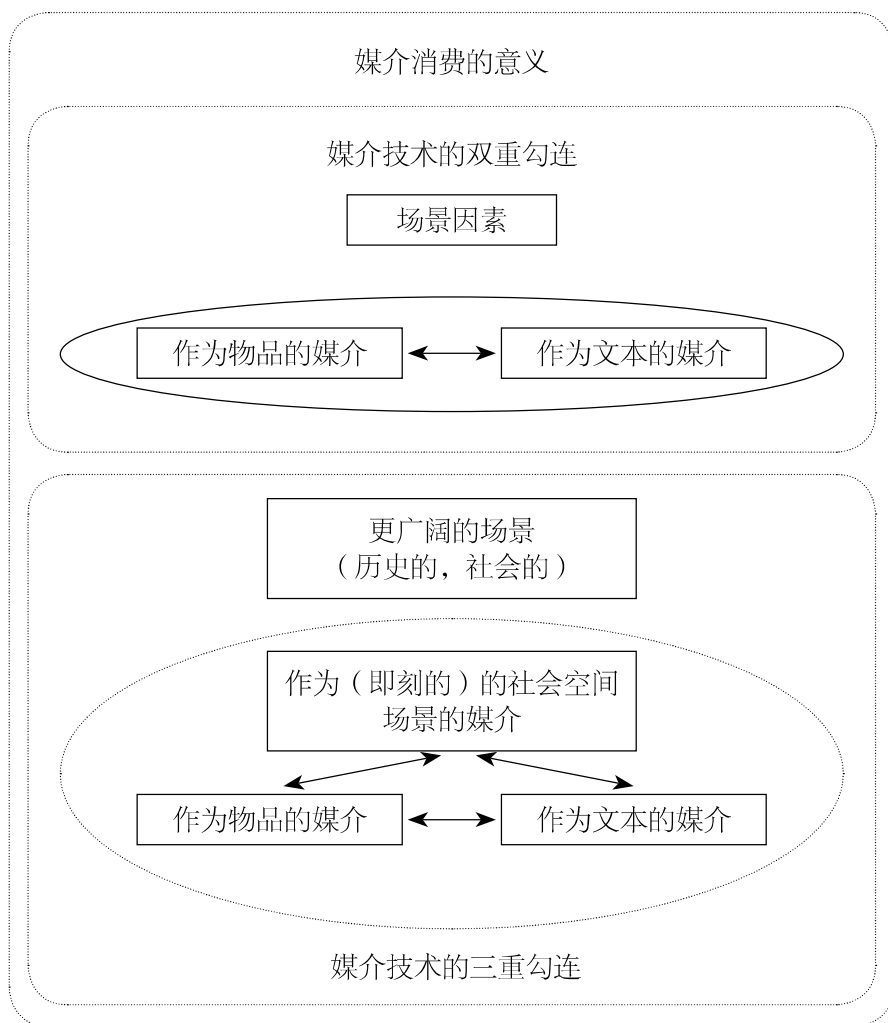 媒介消费的意义
媒介技术的双重勾连
场景因素
作为物品的媒介
作为文本的媒介
更广阔的场景
（历史的，社会的）
作为（即刻的）的社会空间
场景的媒介
作为物品的媒介
作为文本的媒介
媒介技术的三重勾连